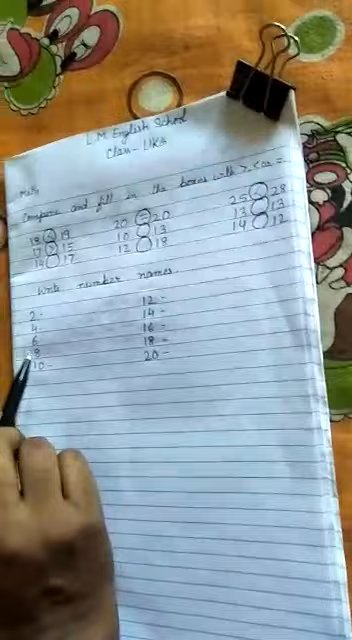 L.M. English School
Class - UKG
Maths
Compare and fill in the boxes with >, < or =
18 < 19 20 = 20 25 < 28
17 > 15 10 13 13 13
14 17 12 18 14 12
Write number names
2 - 12 -
4 - 14 -
6 16 -
8 18 -
10 - 20 -